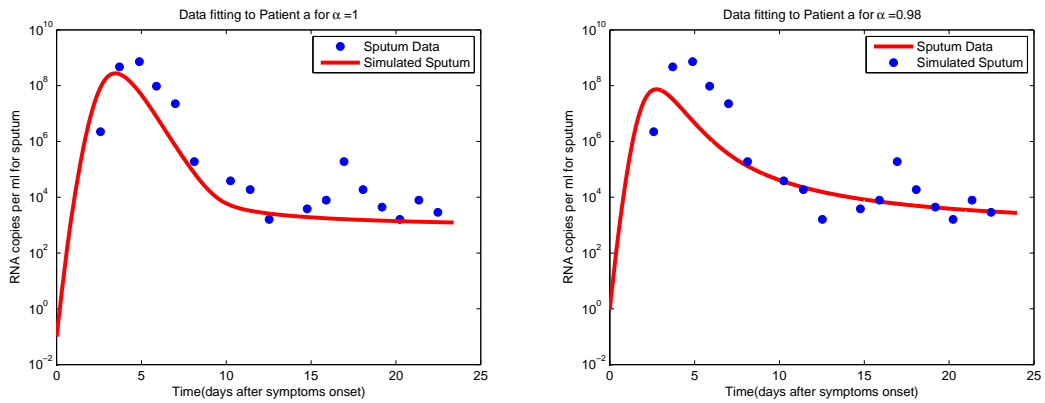 Data fitting to Patient a for α =1
RNA copies per ml for sputum
10^10
10^8
10^6
10^4
10^2
10^0
10^−2
Sputum Data
Simulated Sputum
0 5 10 15 20 25
Time(days after symptoms onset)
Data fitting to Patient a for α =0.98
RNA copies per ml for sputum
10^10
10^8
10^6
10^4
10^2
10^0
10^−2
Sputum Data
Simulated Sputum
0 5 10 15 20 25
Time(days after symptoms onset)